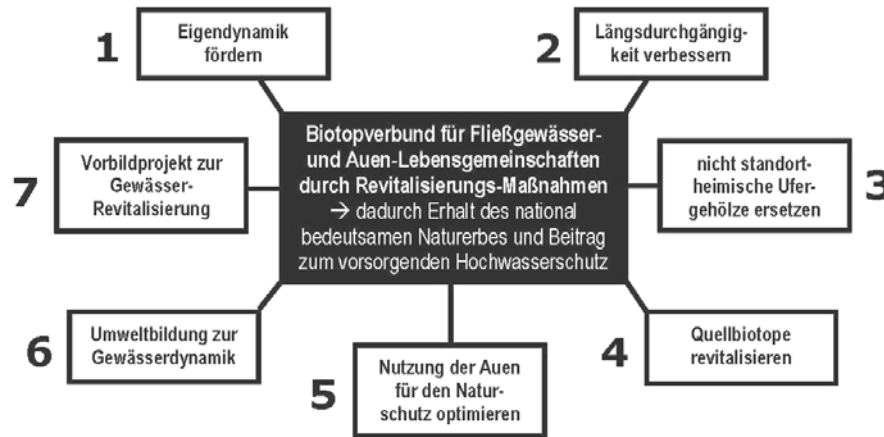 1
Eigendynamik
fördern
2
Längsdurchgängig-
keit verbessern
Biotopverbund für Fließgewässer-
und Auen-Lebensgemeinschaften
durch Revitalisierungs-Maßnahmen
→ dadurch Erhalt des national
bedeutsamen Naturerbes und Beitrag
zum vorsorgenden Hochwasserschutz
7
Vorbildprojekt zur
Gewässer-
Revitalisierung
nicht standort-
heimische Ufer-
gehölze ersetzen
3
6
Umweltbildung zur
Gewässerdynamik
5
Nutzung der Auen
für den Natur-
schutz optimieren
4
Quellbiotope
revitalisieren